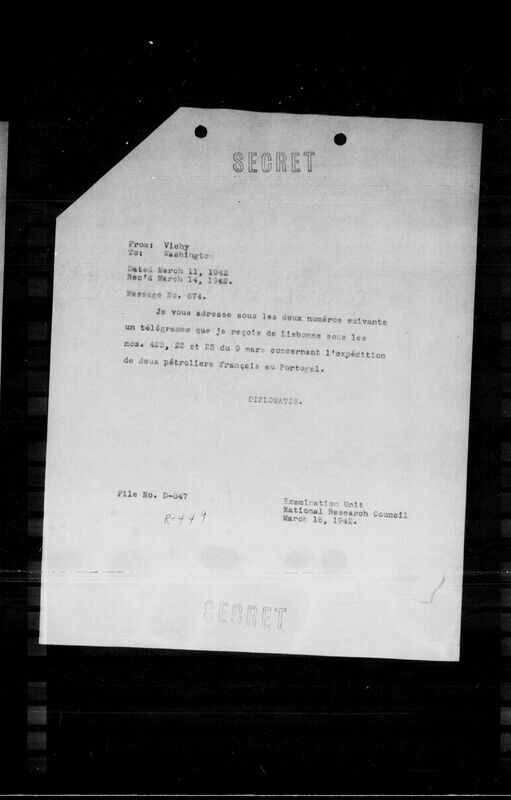 SECRET
From: Vichy
To: Washington
Dated March 11, 1942
Rec'd March 14, 1942.
Message No. 674.
Je vous adresse sous les deux numéros suivants
un télégramme que je reçois de Lisbonne sous les
nos. 422, 23 et 25 du 9 mars concernant l'expédition
de deux pétroliers français au Portugal.
DIPLOMATIE.
File No. D-847
R-449
Examination Unit
National Research Council
March 18, 1942.
SECRET